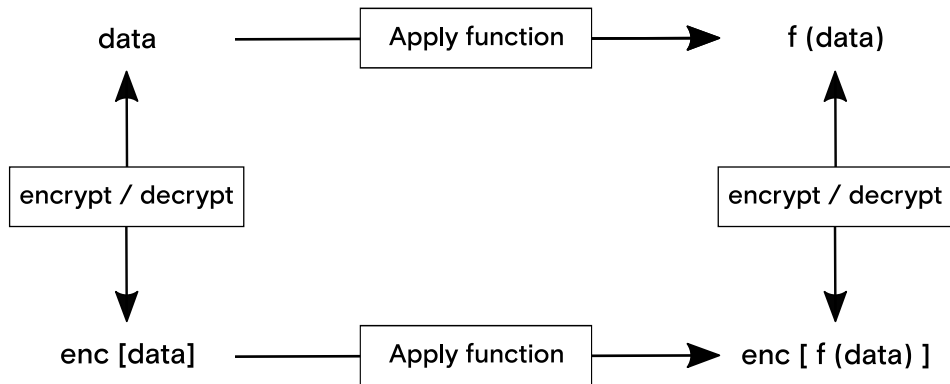 data
Apply function
f (data)
encrypt / decrypt
encrypt / decrypt
enc [data]
Apply function
enc [ f (data) ]